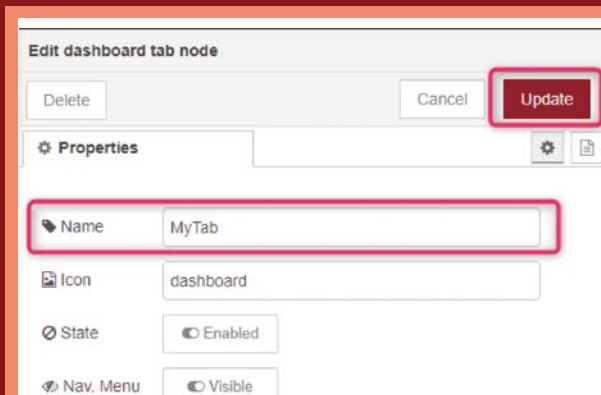 Edit dashboard tab node
Delete Cancel Update
Properties
Name MyTab
Icon dashboard
State Enabled
Nav. Menu Visible